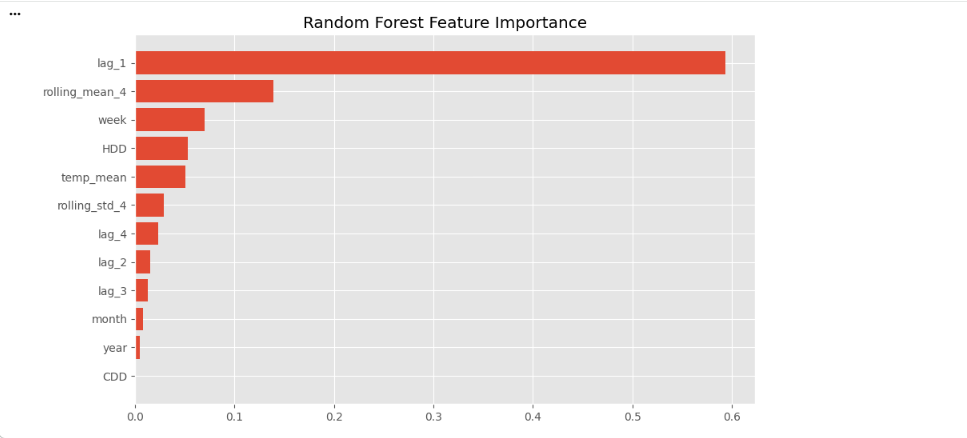 ...
Random Forest Feature Importance
lag_1
rolling_mean_4
week
HDD
temp_mean
rolling_std_4
lag_4
lag_2
lag_3
month
year
CDD
0.0 0.1 0.2 0.3 0.4 0.5 0.6